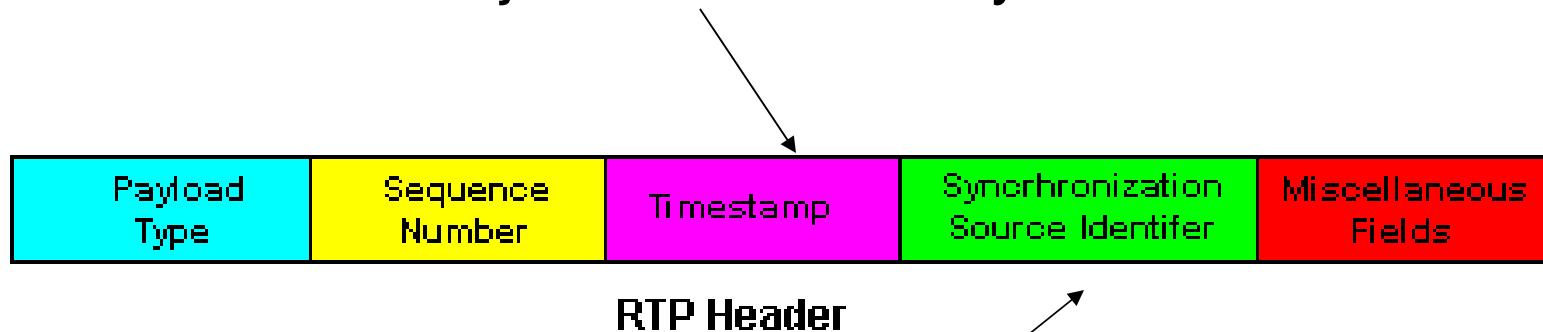 Payload
Type
Sequence
Number
Timestamp
Syncrhronization
Source Identifer
Miscellaneous
Fields
RTP Header